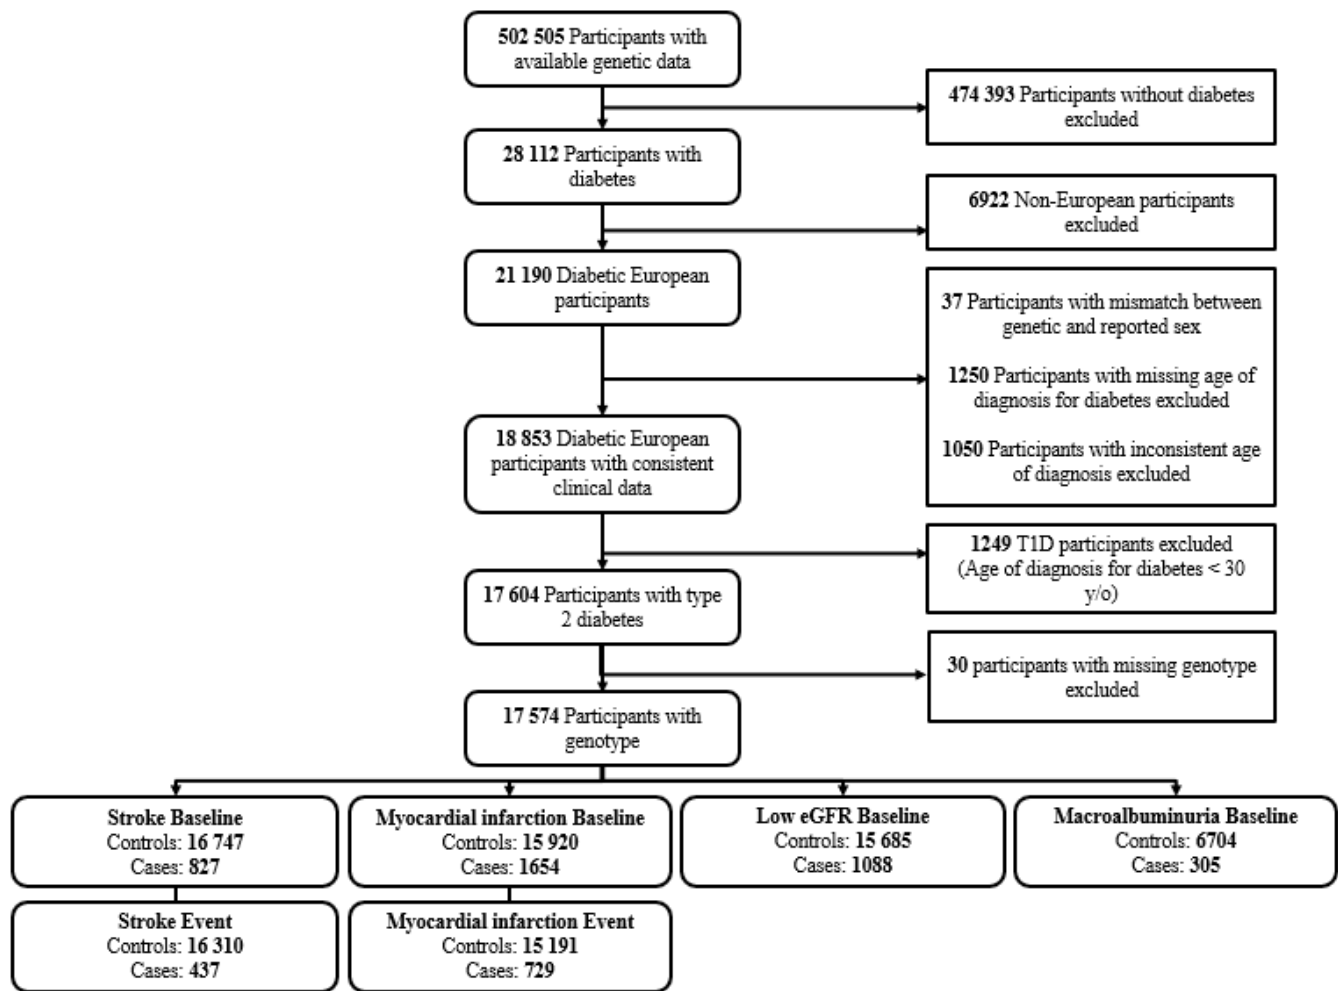 502 505 Participants with
available genetic data
474 393 Participants without diabetes
excluded
28 112 Participants with
diabetes
6922 Non-European participants
excluded
21 190 Diabetic European
participants
37 Participants with mismatch between
genetic and reported sex
1250 Participants with missing age of
diagnosis for diabetes excluded
1050 Participants with inconsistent age
of diagnosis excluded
18 853 Diabetic European
participants with consistent
clinical data
1249 T1D participants excluded
(Age of diagnosis for diabetes < 30
y/o)
17 604 Participants with type
2 diabetes
30 participants with missing genotype
excluded
17 574 Participants with
genotype
Stroke Baseline
Controls: 16 747
Cases: 827
Myocardial infarction Baseline
Controls: 15 920
Cases: 1654
Low eGFR Baseline
Controls: 15 685
Cases: 1088
Macroalbuminuria Baseline
Controls: 6704
Cases: 305
Stroke Event
Controls: 16 310
Cases: 437
Myocardial infarction Event
Controls: 15 191
Cases: 729